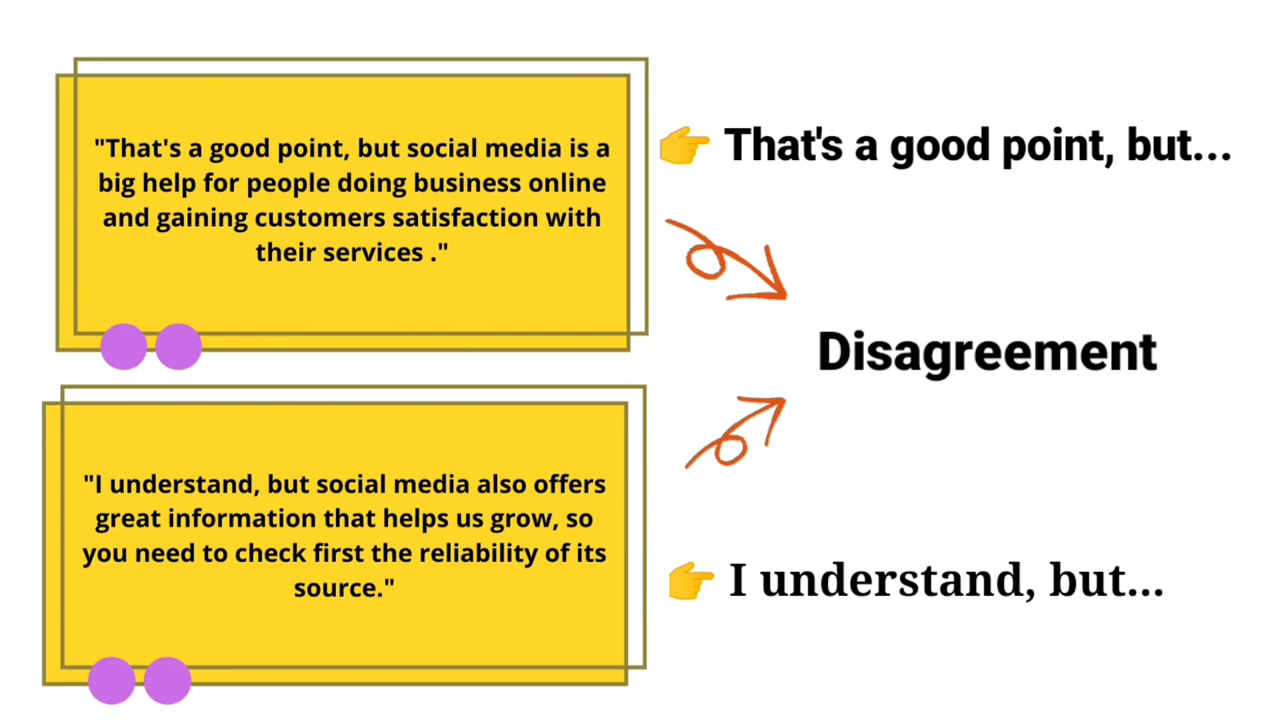 "That's a good point, but social media is a
big help for people doing business online
and gaining customers satisfaction with
their services ."
👉 That's a good point, but...
Disagreement
"I understand, but social media also offers
great information that helps us grow, so
you need to check first the reliability of its
source."
👉 I understand, but...